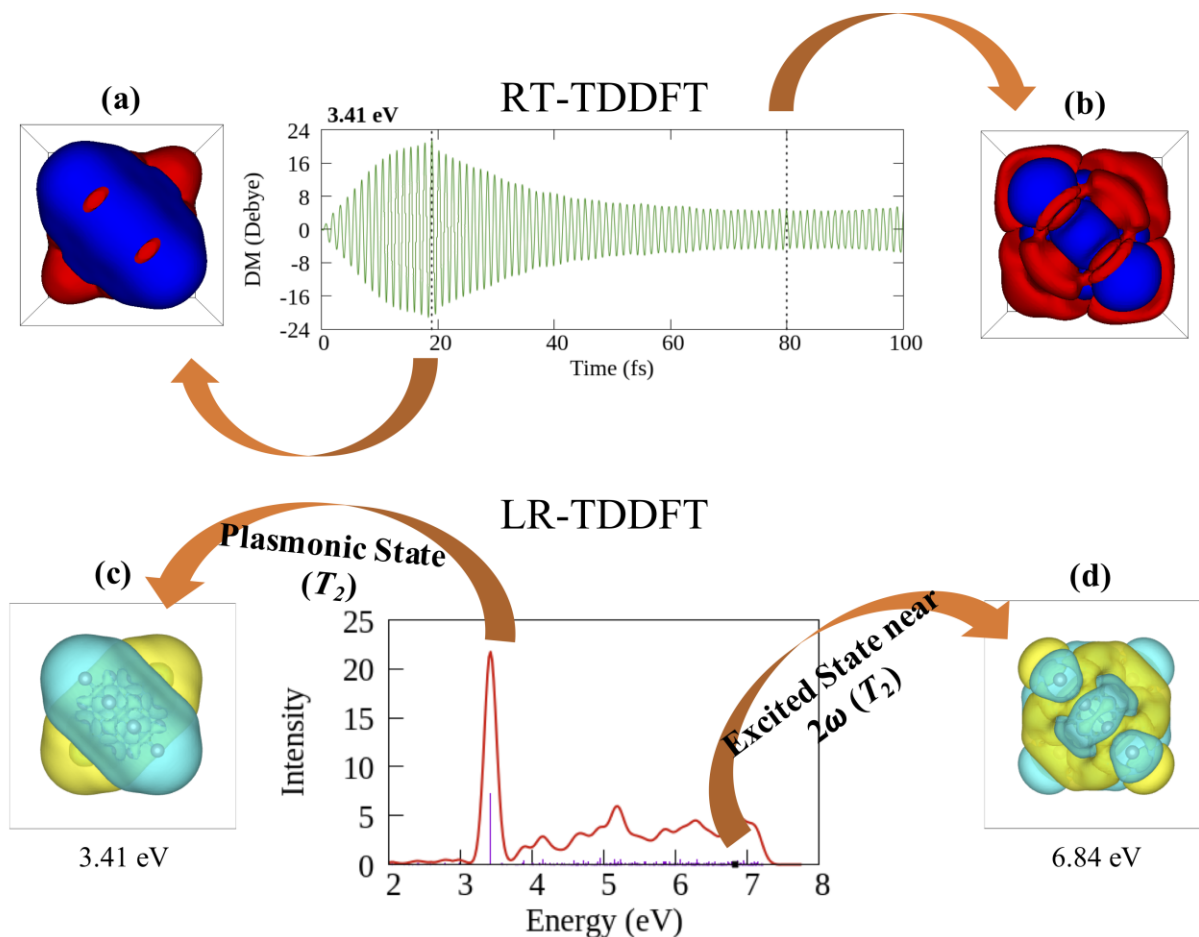 RT-TDDFT
(a)
(b)
3.41 eV
24
16
8
0
-8
-16
-24
DM (Debye)
0 20 40 60 80 100
Time (fs)
LR-TDDFT
Plasmonic State
(T2)
(c)
3.41 eV
Excited State near
2ω (T2)
(d)
6.84 eV
25
20
15
10
5
0
Intensity
2 3 4 5 6 7 8
Energy (eV)